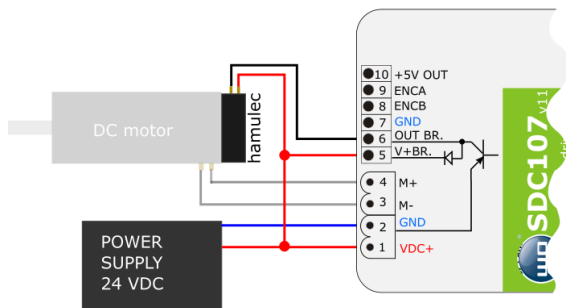 DC motor
hamulec
10 +5V OUT
9 ENCA
8 ENCB
7 GND
6 OUT BR.
5 V+BR.
4 M+
3 M-
2 GND
1 VDC+
POWER
SUPPLY
24 VDC
SDC107
v11